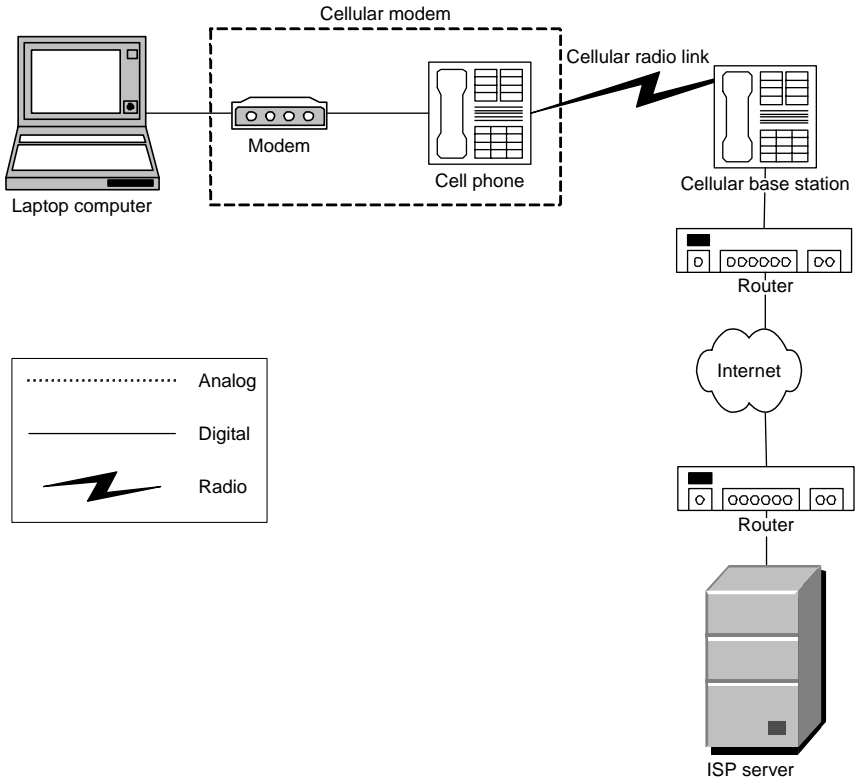 Cellular modem
Cellular radio link
Modem
Cell phone
Laptop computer
Cellular base station
Router
Internet
Analog
Digital
Radio
Router
ISP server